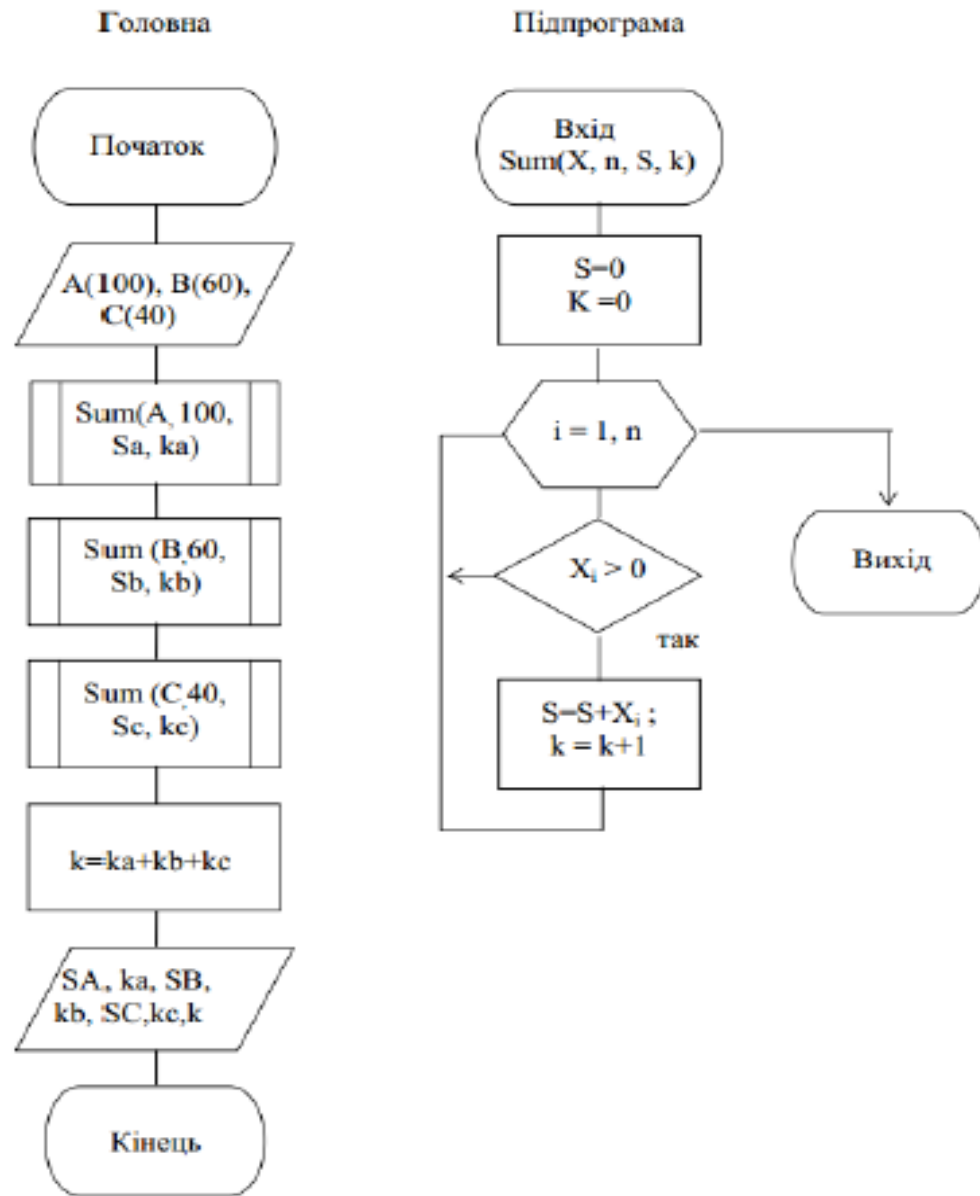 Головна
Початок
A(100), B(60),
C(40)
Sum(A, 100,
Sa, ka)
Sum (B,60,
Sb, kb)
Sum (C,40,
Sc, kc)
k=ka+kb+kc
SA, ka, SB,
kb, SC,kc,k
Кінець
Підпрограма
Вхід
Sum(X, n, S, k)
S=0
K =0
i = 1, n
Xi > 0
так
S=S+Xi ;
k = k+1
Вихід